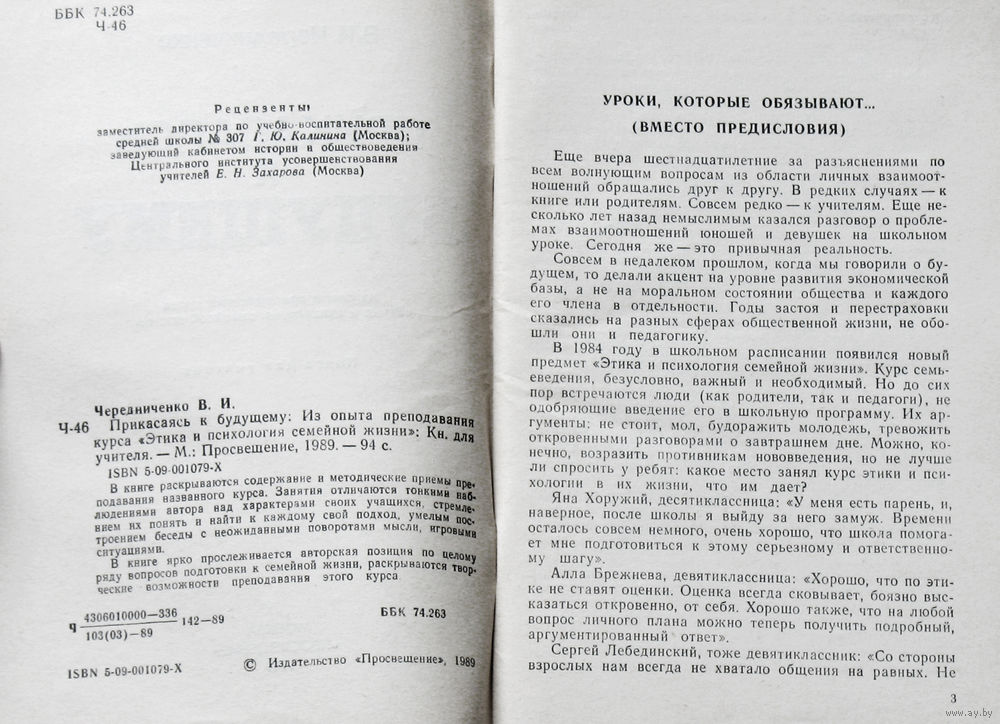 ББК 74.263
Ч-46
Рецензенты:
заместитель директора по учебно-воспитательной работе
средней школы № 307 Г. Ю. Калинина (Москва);
заведующий кабинетом истории и обществоведения
Центрального института усовершенствования
учителей Е. Н. Захарова (Москва)
Чередниченко В. И.
Ч-46 Прикасаясь к будущему: Из опыта преподавания
курса «Этика и психология семейной жизни»: Кн. для
учителя. — М.: Просвещение, 1989. — 94 с.
ISBN 5-09-001079-X
В книге раскрываются содержание и методические приемы пре-
подавания названного курса. Занятия отличаются тонкими наб-
людениями автора над характерами своих учащихся, стремле-
нием их понять и найти к каждому свой подход, умелым пос-
троением беседы с неожиданными поворотами мысли, игровыми
ситуациями.
В книге ярко прослеживается авторская позиция по целому
ряду вопросов подготовки к семейной жизни, раскрываются твор-
ческие возможности преподавания этого курса.
Ч 4306010000—336
103(03)—89
142—89
ББК 74.263
ISBN 5-09-001079-X
© Издательство «Просвещение», 1989
УРОКИ, КОТОРЫЕ ОБЯЗЫВАЮТ...
(ВМЕСТО ПРЕДИСЛОВИЯ)
Еще вчера шестнадцатилетние за разъяснениями по
всем волнующим вопросам из области личных взаимоот-
ношений обращались друг к другу. В редких случаях — к
книге или родителям. Совсем редко — к учителям. Еще не-
сколько лет назад немыслимым казался разговор о пробле-
мах взаимоотношений юношей и девушек на школьном
уроке. Сегодня же — это привычная реальность.
Совсем в недалеком прошлом, когда мы говорили о бу-
дущем, то делали акцент на уровне развития экономической
базы, а не на моральном состоянии общества и каждого
его члена в отдельности. Годы застоя и перестраховки
сказались на разных сферах общественной жизни, не обо-
шли они и педагогику.
В 1984 году в школьном расписании появился новый
предмет «Этика и психология семейной жизни». Курс семь-
еведения, безусловно, важный и необходимый. Но до сих
пор встречаются люди (как родители, так и педагоги), не
одобряющие введение его в школьную программу. Их ар-
гументы: не стоит, мол, будоражить молодежь, тревожить
откровенными разговорами о завтрашнем дне. Можно, ко-
нечно, возразить противникам нововведения, но не лучше
ли спросить у ребят: какое место занял курс этики и пси-
хологии в их жизни, что им дает?
Яна Хоружий, десятиклассница: «У меня есть парень, и,
наверное, после школы я выйду за него замуж. Времени
осталось совсем немного, очень хорошо, что школа помога-
ет мне подготовиться к этому серьезному и ответственно-
му шагу».
Алла Брежнева, девятиклассница: «Хорошо, что по эти-
ке не ставят оценки. Оценка всегда сковывает, боязно выс-
казаться откровенно, от себя. Хорошо также, что на любой
вопрос личного плана можно теперь получить подробный,
аргументированный ответ».
Сергей Лебединский, тоже девятиклассник: «Со стороны
взрослых нам всегда не хватало общения на равных. Не
3
www.ay.by